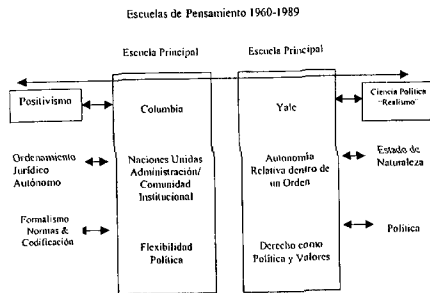 Escuelas de Pensamiento 1960-1989
Escuela Principal
Escuela Principal
Positivismo
Columbia
Yale
Ciencia Política
"Realismo"
Ordenamiento
Jurídico
Autónomo
Naciones Unidas
Administración/
Comunidad
Institucional
Autonomía
Relativa dentro de
un Orden
Estado de
Naturaleza
Formalismo
Normas &
Codificación
Flexibilidad
Política
Derecho como
Política y Valores
Política